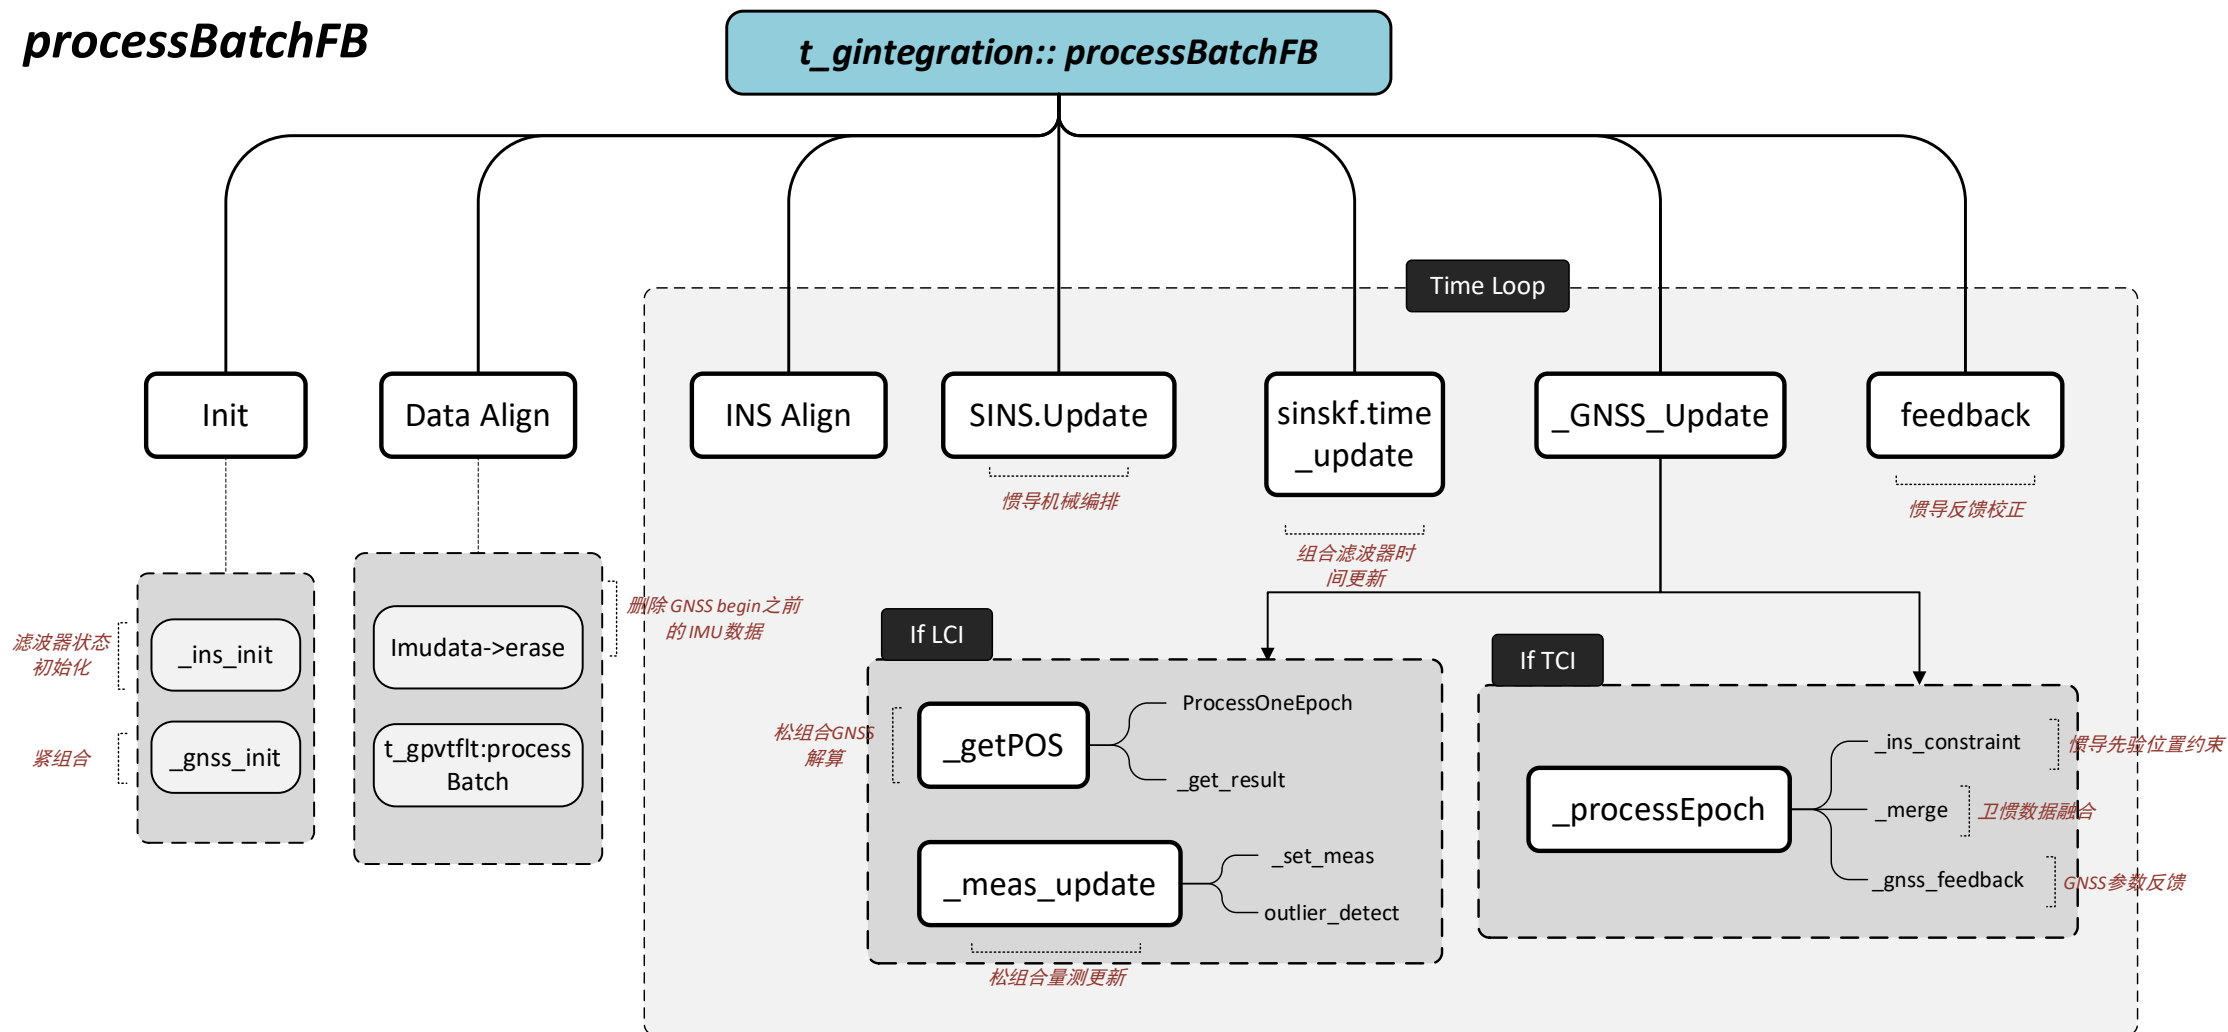 processBatchFB
t_gintegration:: processBatchFB
Time Loop
Init
Data Align
INS Align
SINS.Update
sinskf.time
_update
_GNSS_Update
feedback
惯导机械编排
组合滤波器时
间更新
惯导反馈校正
滤波器状态
初始化
_ins_init
紧组合
_gnss_init
Imudata->erase
删除 GNSS begin之前
的 IMU数据
t_gpvtflt:process
Batch
If LCI
松组合GNSS
解算
_getPOS
ProcessOneEpoch
_get_result
_meas_update
_set_meas
outlier_detect
松组合量测更新
If TCI
_processEpoch
_ins_constraint
惯导先验位置约束
_merge
卫惯数据融合
_gnss_feedback
GNSS参数反馈